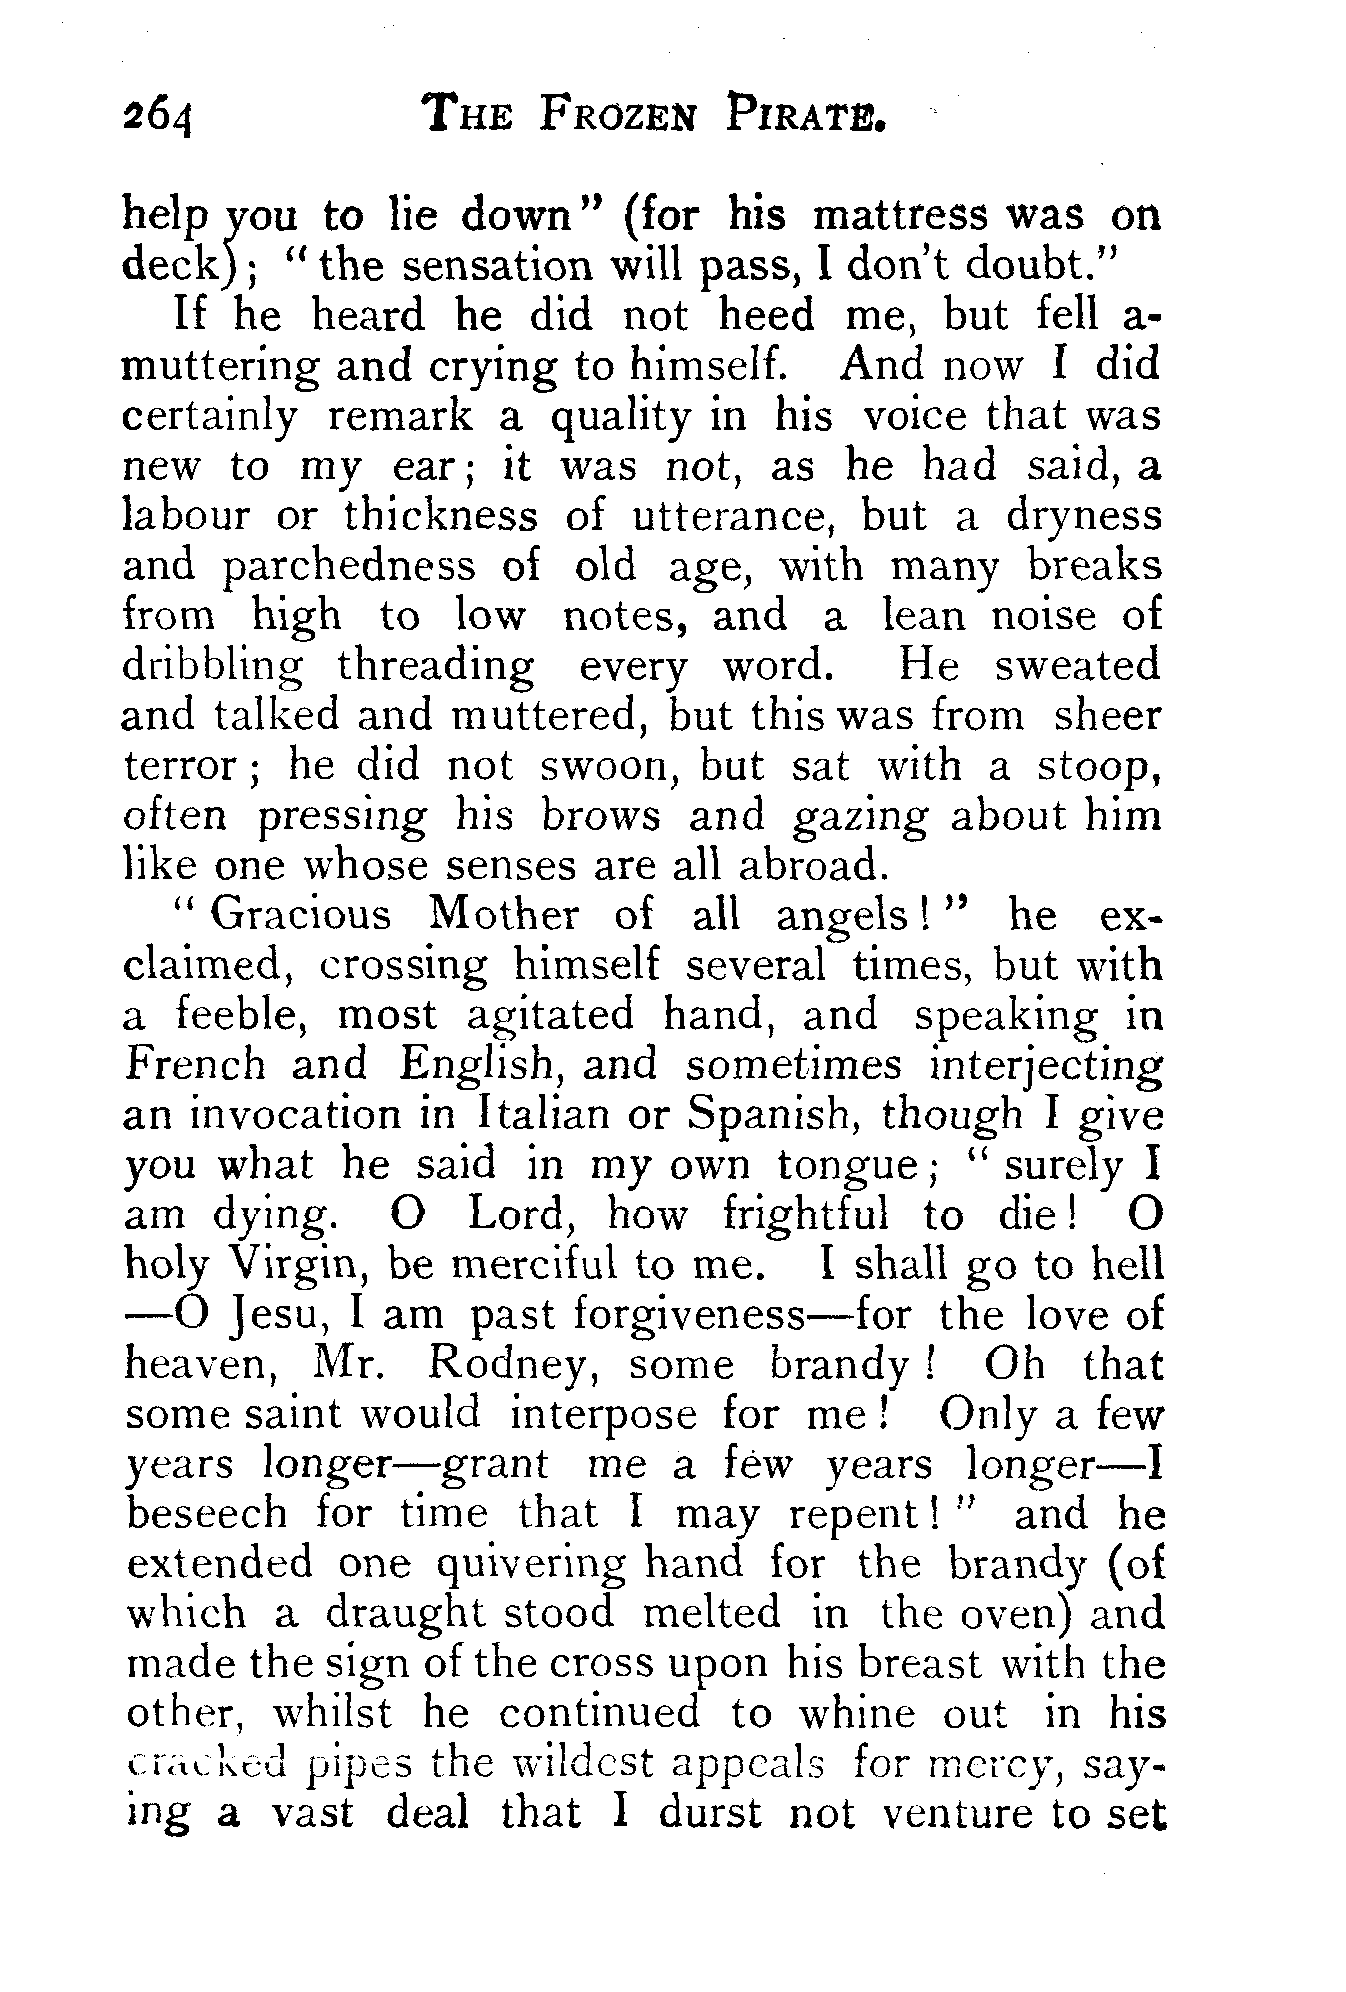 264 THE FROZEN PIRATE.
help you to lie down" (for his mattress was on
deck); "the sensation will pass, I don't doubt."
If he heard he did not heed me, but fell a-
muttering and crying to himself. And now I did
certainly remark a quality in his voice that was
new to my ear; it was not, as he had said, a
labour or thickness of utterance, but a dryness
and parchedness of old age, with many breaks
from high to low notes, and a lean noise of
dribbling threading every word. He sweated
and talked and muttered, but this was from sheer
terror; he did not swoon, but sat with a stoop,
often pressing his brows and gazing about him
like one whose senses are all abroad.
"Gracious Mother of all angels!" he ex-
claimed, crossing himself several times, but with
a feeble, most agitated hand, and speaking in
French and English, and sometimes interjecting
an invocation in Italian or Spanish, though I give
you what he said in my own tongue; "surely I
am dying. O Lord, how frightful to die! O
holy Virgin, be merciful to me. I shall go to hell
—O Jesu, I am past forgiveness—for the love of
heaven, Mr. Rodney, some brandy! Oh that
some saint would interpose for me! Only a few
years longer—grant me a few years longer—I
beseech for time that I may repent!" and he
extended one quivering hand for the brandy (of
which a draught stood melted in the oven) and
made the sign of the cross upon his breast with the
other, whilst he continued to whine out in his
cracked pipes the wildest appeals for mercy, say-
ing a vast deal that I durst not venture to set